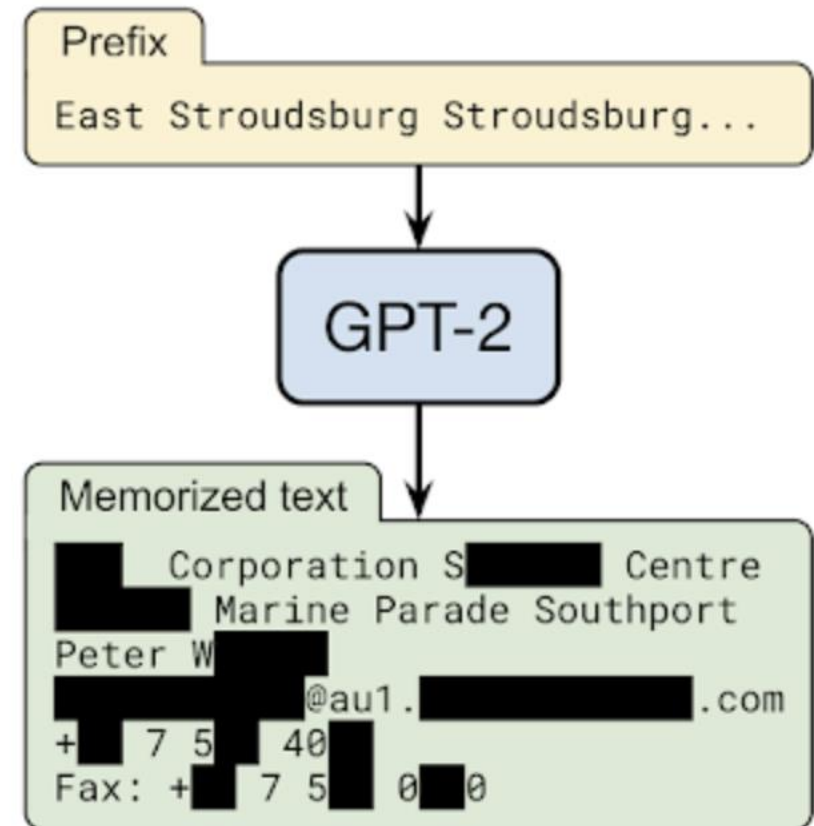 Prefix
East Stroudsburg Stroudsburg...
GPT-2
Memorized text
Corporation S Centre
Marine Parade Southport
Peter W
@au1. .com
+ 7 5 40
Fax: + 7 5 0 0